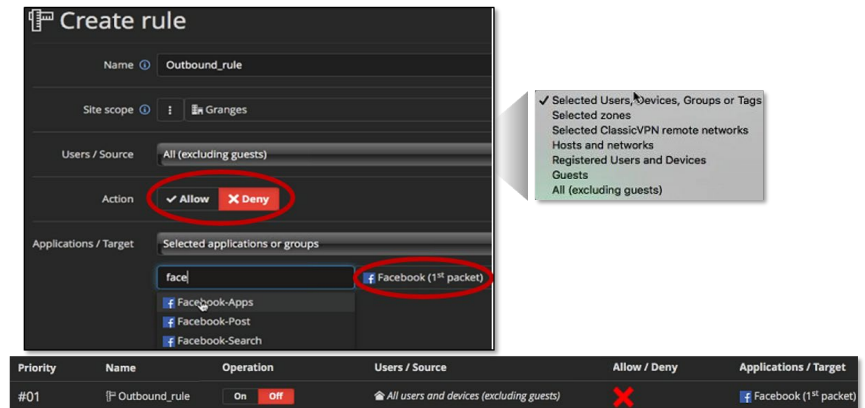 Create rule
Name Outbound_rule
Site scope Granges
Users / Source All (excluding guests)
Action ✓ Allow ✕ Deny
Applications / Target Selected applications or groups
face Facebook (1st packet)
Facebook-Apps
Facebook-Post
Facebook-Search
✓ Selected Users, Devices, Groups or Tags
Selected zones
Selected ClassicVPN remote networks
Hosts and networks
Registered Users and Devices
Guests
All (excluding guests)
Priority Name Operation Users / Source Allow / Deny Applications / Target
#01 Outbound_rule On Off All users and devices (excluding guests) Facebook (1st packet)